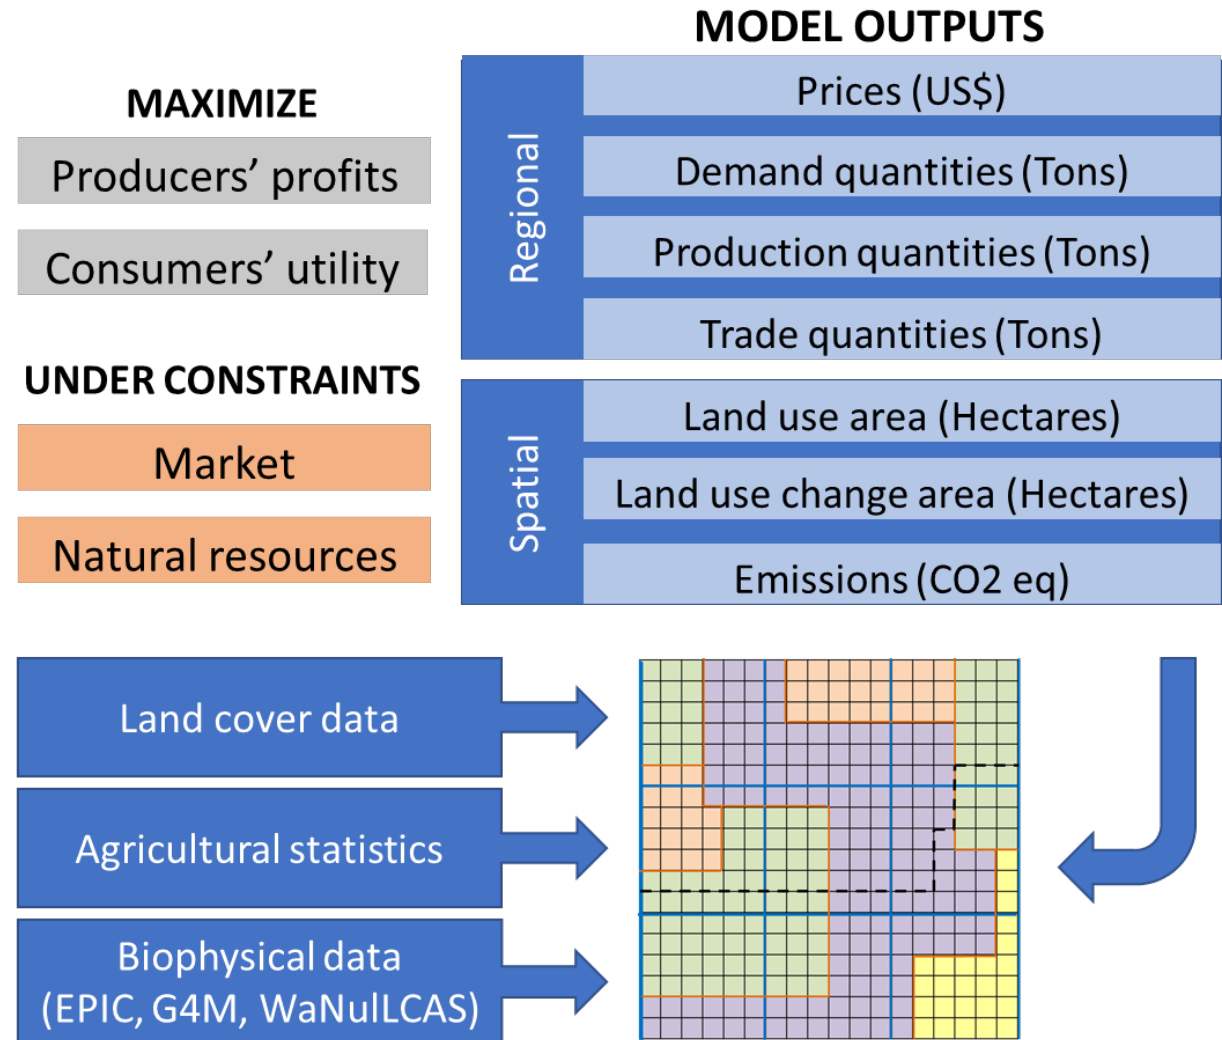 MODEL OUTPUTS
MAXIMIZE
Producers’ profits
Consumers’ utility
UNDER CONSTRAINTS
Market
Natural resources
Regional
Prices (US$)
Demand quantities (Tons)
Production quantities (Tons)
Trade quantities (Tons)
Spatial
Land use area (Hectares)
Land use change area (Hectares)
Emissions (CO2 eq)
Land cover data
Agricultural statistics
Biophysical data
(EPIC, G4M, WaNulLCAS)